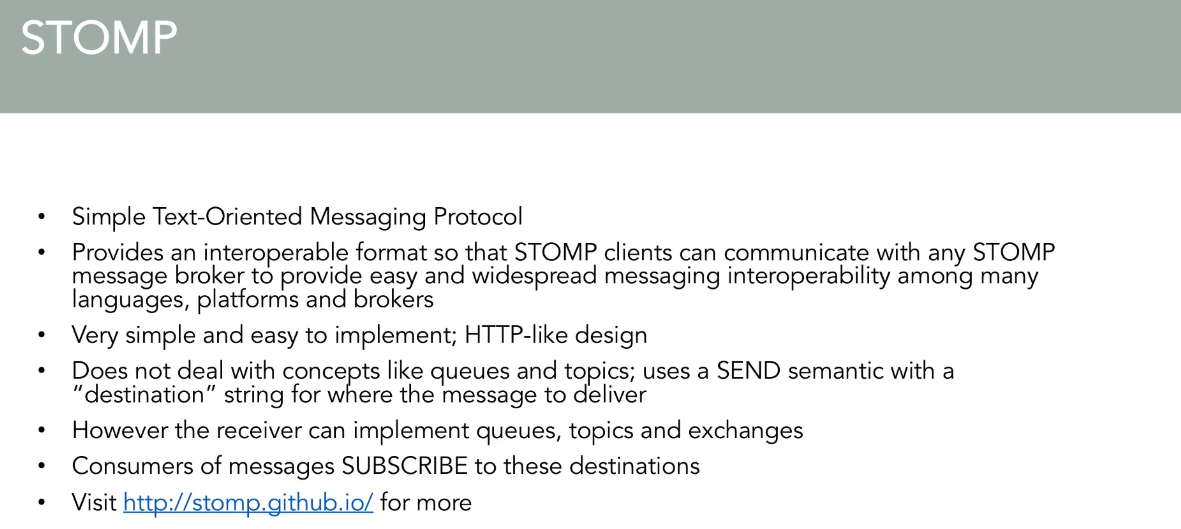 STOMP
• Simple Text-Oriented Messaging Protocol
• Provides an interoperable format so that STOMP clients can communicate with any STOMP
message broker to provide easy and widespread messaging interoperability among many
languages, platforms and brokers
• Very simple and easy to implement; HTTP-like design
• Does not deal with concepts like queues and topics; uses a SEND semantic with a
“destination” string for where the message to deliver
• However the receiver can implement queues, topics and exchanges
• Consumers of messages SUBSCRIBE to these destinations
• Visit http://stomp.github.io/ for more